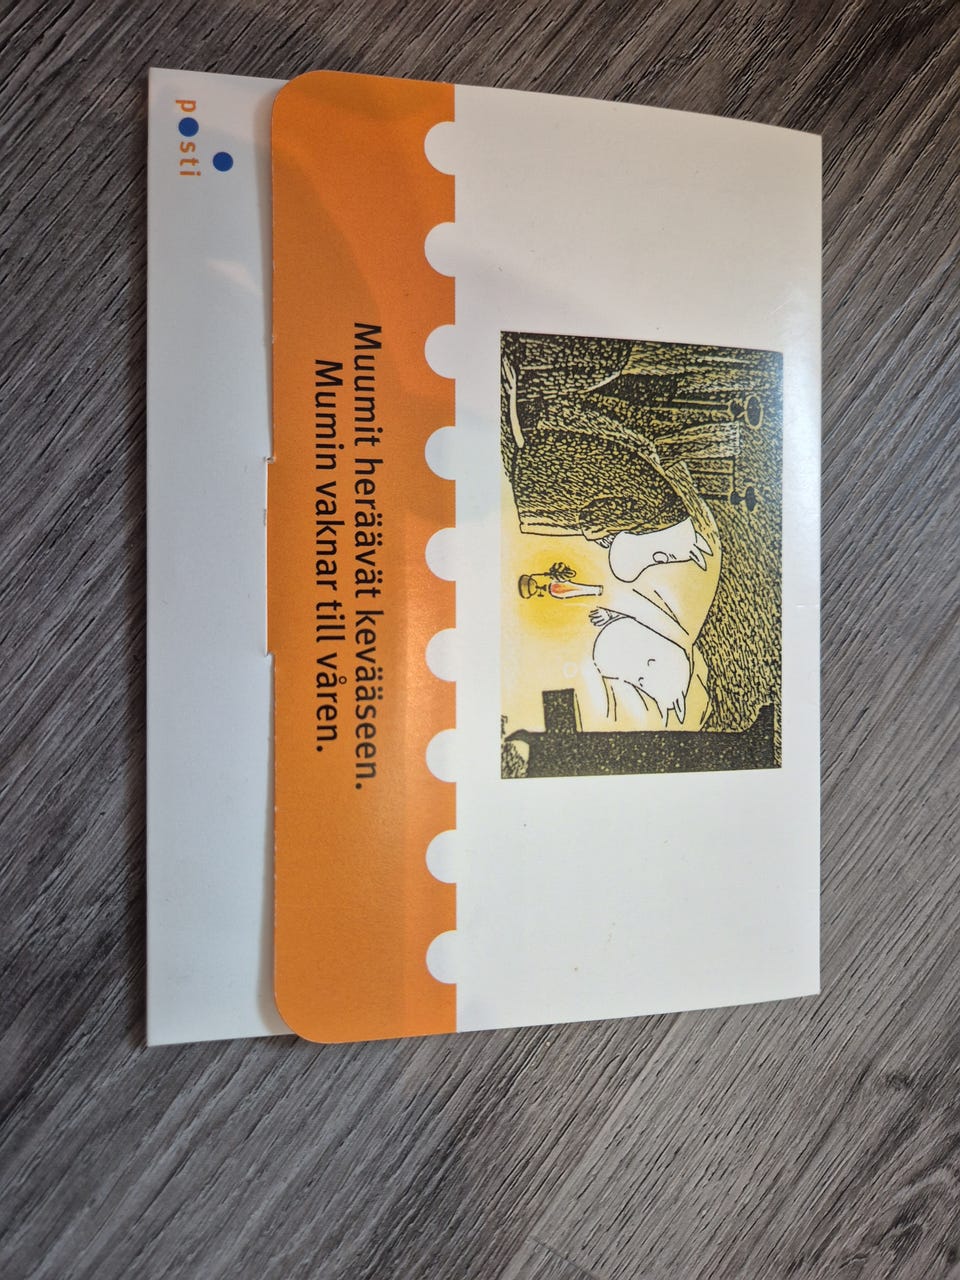 Muumit heräävät kevääseen.
Mumin vaknar till våren.
posti